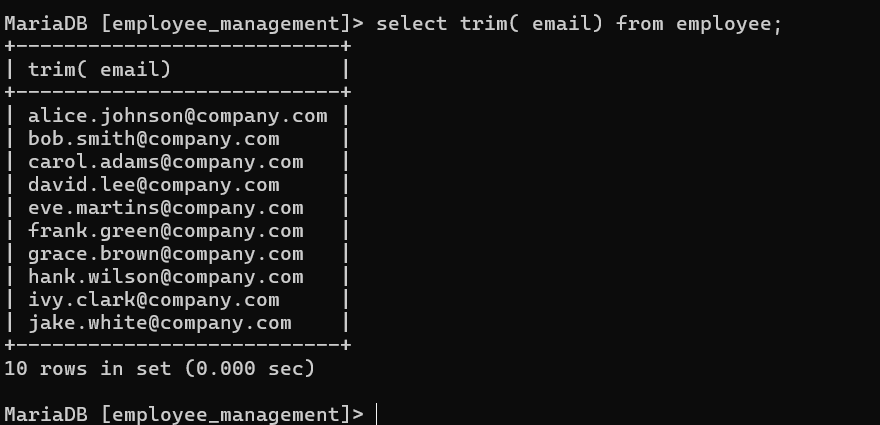 MariaDB [employee_management]> select trim( email) from employee;
+---------------------------+
| trim( email)              |
+---------------------------+
| alice.johnson@company.com |
| bob.smith@company.com     |
| carol.adams@company.com   |
| david.lee@company.com     |
| eve.martins@company.com   |
| frank.green@company.com   |
| grace.brown@company.com   |
| hank.wilson@company.com   |
| ivy.clark@company.com     |
| jake.white@company.com    |
+---------------------------+
10 rows in set (0.000 sec)
MariaDB [employee_management]>